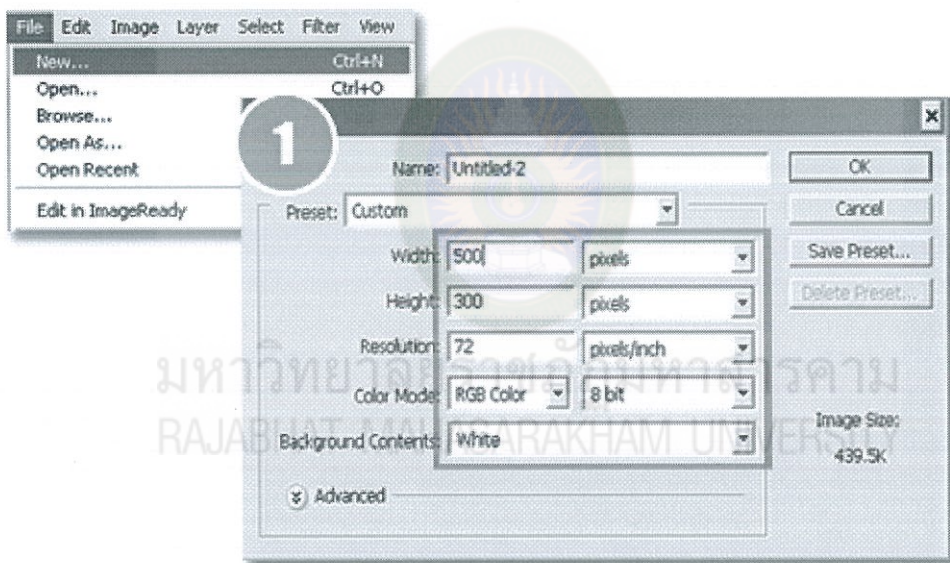 File Edit Image Layer Select Filter View
New... Ctrl+N
Open... Ctrl+O
Browse...
Open As...
Open Recent
Edit in ImageReady
1
Name: Untitled-2
Preset: Custom
Width: 500 pixels
Height: 300 pixels
Resolution: 72 pixels/inch
Color Mode: RGB Color 8 bit
Background Contents: White
Advanced
OK
Cancel
Save Preset...
Delete Preset...
Image Size:
439.5K
มหาวิทยาลัยราชภัฏมหาสารคาม
RAJABHAT MAHASARAKHAM UNIVERSITY